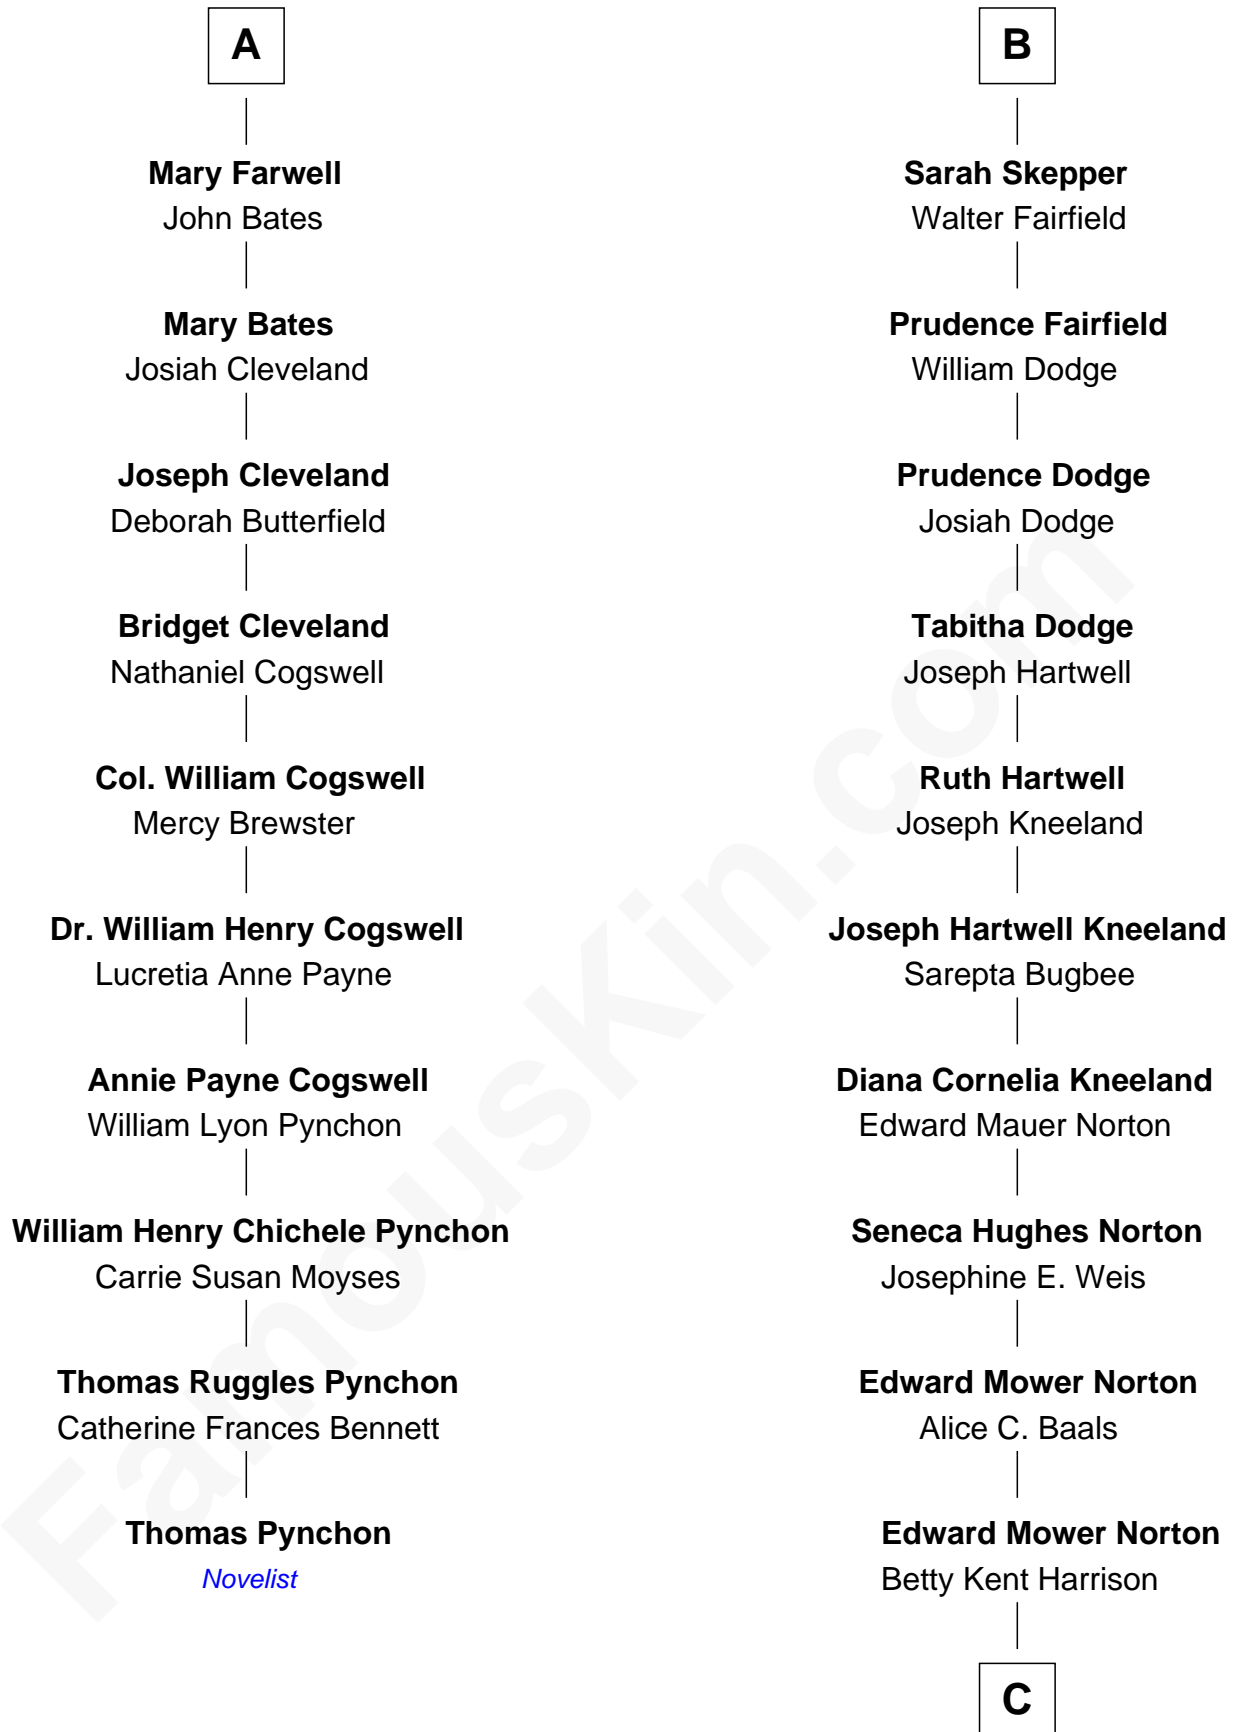 A
Mary Farwell
John Bates
Mary Bates
Josiah Cleveland
Joseph Cleveland
Deborah Butterfield
Bridget Cleveland
Nathaniel Cogswell
Col. William Cogswell
Mercy Brewster
Dr. William Henry Cogswell
Lucretia Anne Payne
Annie Payne Cogswell
William Lyon Pynchon
William Henry Chichele Pynchon
Carrie Susan Moyses
Thomas Ruggles Pynchon
Catherine Frances Bennett
Thomas Pynchon
Novelist
B
Sarah Skepper
Walter Fairfield
Prudence Fairfield
William Dodge
Prudence Dodge
Josiah Dodge
Tabitha Dodge
Joseph Hartwell
Ruth Hartwell
Joseph Kneeland
Joseph Hartwell Kneeland
Sarepta Bugbee
Diana Cornelia Kneeland
Edward Mauer Norton
Seneca Hughes Norton
Josephine E. Weis
Edward Mower Norton
Alice C. Baals
Edward Mower Norton
Betty Kent Harrison
C
FamousKin.com